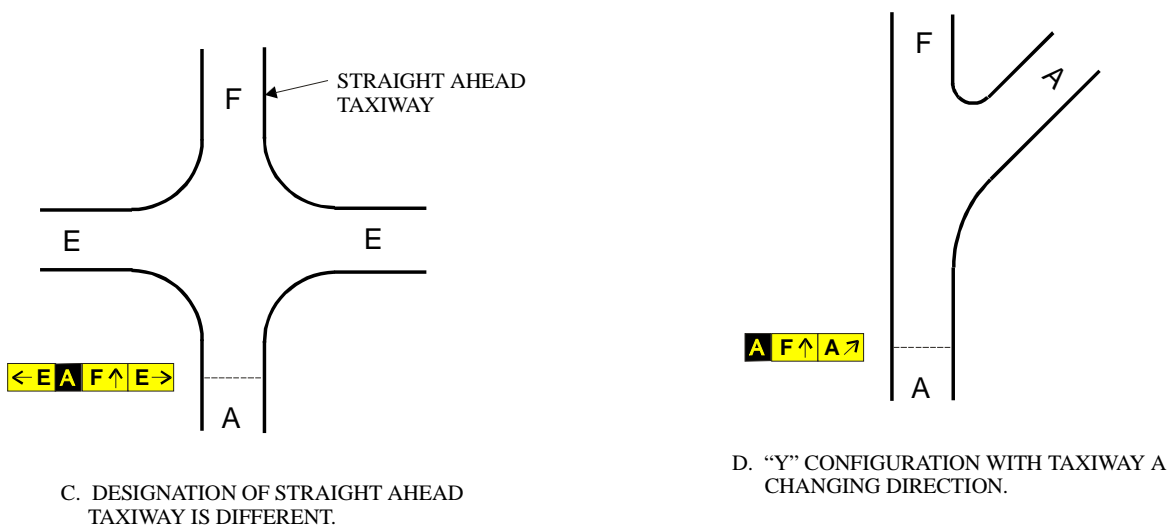 F
STRAIGHT AHEAD
TAXIWAY
E
E
←E A F↑ E→
A
C. DESIGNATION OF STRAIGHT AHEAD
TAXIWAY IS DIFFERENT.
F
A
A F↑ A↗
A
D. “Y” CONFIGURATION WITH TAXIWAY A
CHANGING DIRECTION.